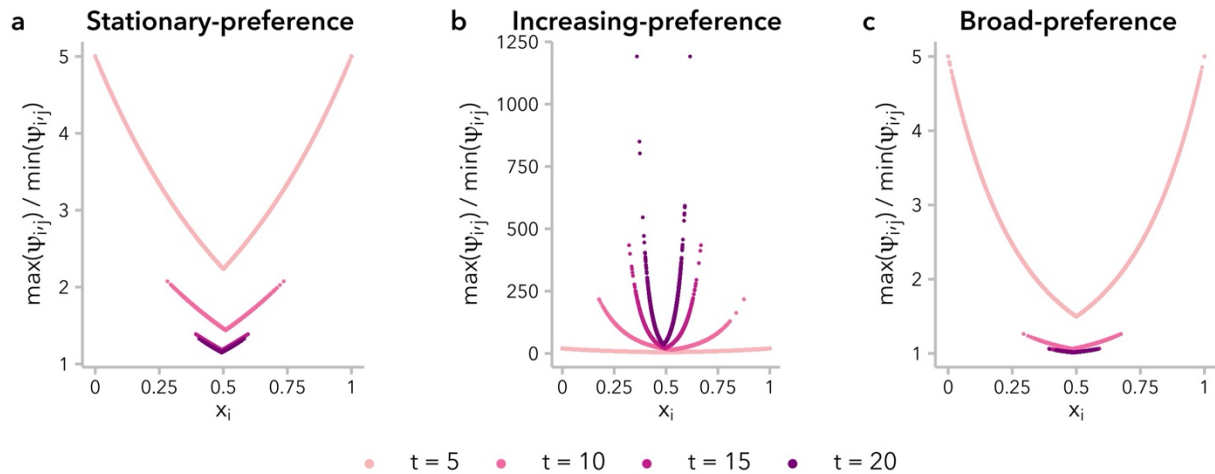 a Stationary-preference
max(ψi,j) / min(ψi,j)
5
4
3
2
1
0 0.25 0.5 0.75 1
xi
b Increasing-preference
max(ψi,j) / min(ψi,j)
1250
1000
750
500
250
0
0 0.25 0.5 0.75 1
xi
c Broad-preference
max(ψi,j) / min(ψi,j)
5
4
3
2
1
0 0.25 0.5 0.75 1
xi
t = 5 t = 10 t = 15 t = 20